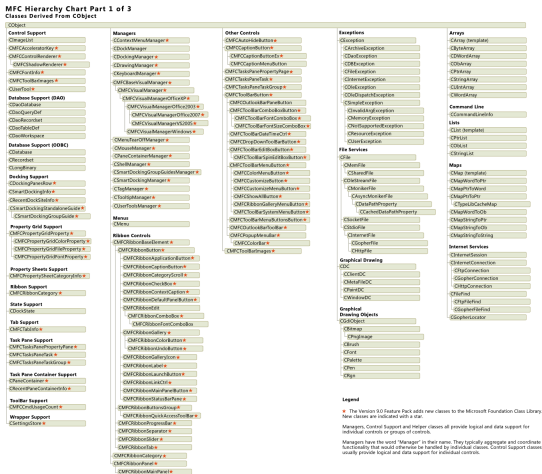 MFC Hierarchy Chart Part 1 of 3
Classes Derived From CObject
CObject
Control Support
CImageList
CMFCAcceleratorKey ★
CMFCControlRenderer ★
CMFCShadowRenderer ★
CMFCFontInfo ★
CMFCToolBarImages ★
CUserTool ★
Database Support (DAO)
CDaoDatabase
CDaoQueryDef
CDaoRecordset
CDaoTableDef
CDaoWorkspace
Database Support (ODBC)
CDatabase
CRecordset
CLongBinary
Docking Support
CDockingPanesRow ★
CSmartDockingInfo ★
CRecentDockSiteInfo ★
CSmartDockingStandaloneGuide ★
CSmartDockingGroupGuide ★
Property Grid Support
CMFCPropertyGridProperty ★
CMFCPropertyGridColorProperty ★
CMFCPropertyGridFileProperty ★
CMFCPropertyGridFontProperty ★
Property Sheets Support
CMFCPropertySheetCategoryInfo ★
Ribbon Support
CMFCRibbonCategory ★
State Support
CDockState
Tab Support
CMFCTabInfo ★
Task Pane Support
CMFCTasksPanePropertyPane ★
CMFCTasksPaneTask ★
CMFCTasksPaneTaskGroup ★
Task Pane Container Support
CPaneContainer ★
CRecentPaneContainerInfo ★
ToolBar Support
CMFCCmdUsageCount ★
Wrapper Support
CSettingsStore ★
Managers
CContextMenuManager ★
CDockManager
CDockingManager ★
CDrawingManager ★
CKeyboardManager ★
CMFCBaseVisualManager ★
CMFCVisualManager ★
CMFCVisualManagerOfficeXP ★
CMFCVisualManagerOffice2003 ★
CMFCVisualManagerOffice2007 ★
CMFCVisualManagerVS2005 ★
CMFCVisualManagerWindows ★
CMenuTearOffManager ★
CMouseManager ★
CPaneContainerManager ★
CShellManager ★
CSmartDockingGroupGuidesManager ★
CSmartDockingManager ★
CTagManager ★
CTooltipManager ★
CUserToolsManager ★
Menus
CMenu
Ribbon Controls
CMFCRibbonBaseElement ★
CMFCRibbonButton ★
CMFCRibbonApplicationButton ★
CMFCRibbonCaptionButton ★
CMFCRibbonCategoryScroll ★
CMFCRibbonCheckBox ★
CMFCRibbonContextCaption ★
CMFCRibbonDefaultPanelButton ★
CMFCRibbonEdit
CMFCRibbonComboBox ★
CMFCRibbonFontComboBox
CMFCRibbonGallery ★
CMFCRibbonColorButton ★
CMFCRibbonUndoButton ★
CMFCRibbonGalleryIcon ★
CMFCRibbonLabel ★
CMFCRibbonLaunchButton ★
CMFCRibbonLinkCtrl ★
CMFCRibbonMainPanelButton ★
CMFCRibbonStatusBarPane ★
CMFCRibbonButtonsGroup ★
CMFCRibbonQuickAccessToolBar ★
CMFCRibbonProgressBar ★
CMFCRibbonSeparator ★
CMFCRibbonSlider ★
CMFCRibbonTab ★
CMFCRibbonCategory ★
CMFCRibbonPanel ★
CMFCRibbonMainPanel ★
Other Controls
CMFCAutoHideButton ★
CMFCCaptionButton ★
CMFCCaptionButtonEx ★
CMFCCaptionMenuButton
CMFCTasksPanePropertyPage ★
CMFCTasksPaneTask ★
CMFCTasksPaneTaskGroup ★
CMFCToolBarButton ★
CMFCOutlookBarPaneButton
CMFCToolBarComboBoxButton ★
CMFCToolBarFontComboBox ★
CMFCToolBarFontSizeComboBox ★
CMFCToolBarDateTimeCtrl ★
CMFCDropDownToolBarButton ★
CMFCToolBarEditBoxButton ★
CMFCToolBarSpinEditBoxButton ★
CMFCToolBarMenuButton ★
CMFCColorMenuButton ★
CMFCCustomizeButton ★
CMFCCustomizeMenuButton ★
CMFCShowAllButton ★
CMFCRibbonGalleryMenuButton ★
CMFCToolBarSystemMenuButton ★
CMFCToolBarMenuButtonsButton ★
CMFCOutlookBarToolBar ★
CMFCPopupMenuBar ★
CMFCColorBar ★
CMFCToolBarImages ★
Exceptions
CException
CArchiveException
CDaoException
CDBException
CFileException
CInternetException
COleException
COleDispatchException
CSimpleException
CInvalidArgException
CMemoryException
CNotSupportedException
CResourceException
CUserException
File Services
CFile
CMemFile
CSharedFile
COleStreamFile
CMonikerFile
CAsyncMonikerFile
CDataPathProperty
CCachedDataPathProperty
CSocketFile
CStdioFile
CInternetFile
CGopherFile
CHttpFile
Graphical Drawing
CDC
CClientDC
CMetaFileDC
CPaintDC
CWindowDC
Graphical
Drawing Objects
CGdiObject
CBitmap
CPngImage
CBrush
CFont
CPalette
CPen
CRgn
Arrays
CArray (template)
CByteArray
CDWordArray
CObArray
CPtrArray
CStringArray
CUIntArray
CWordArray
Command Line
CCommandLineInfo
Lists
CList (template)
CPtrList
CObList
CStringList
Maps
CMap (template)
CMapWordToPtr
CMapPtrToWord
CMapPtrToPtr
CTypeLibCacheMap
CMapWordToOb
CMapStringToPtr
CMapStringToOb
CMapStringToString
Internet Services
CInternetSession
CInternetConnection
CFtpConnection
CGopherConnection
CHttpConnection
CFileFind
CFtpFileFind
CGopherFileFind
CGopherLocator
Legend
★ The Version 9.0 Feature Pack adds new classes to the Microsoft Foundation Class Library.
New classes are indicated with a star.
Managers, Control Support and Helper classes all provide logical and data support for
individual controls or groups of controls.
Managers have the word "Manager" in their name. They typically aggregate and coordinate
functionality that would otherwise be handled by individual classes. Control Support classes
usually provide logical and data support for individual controls.